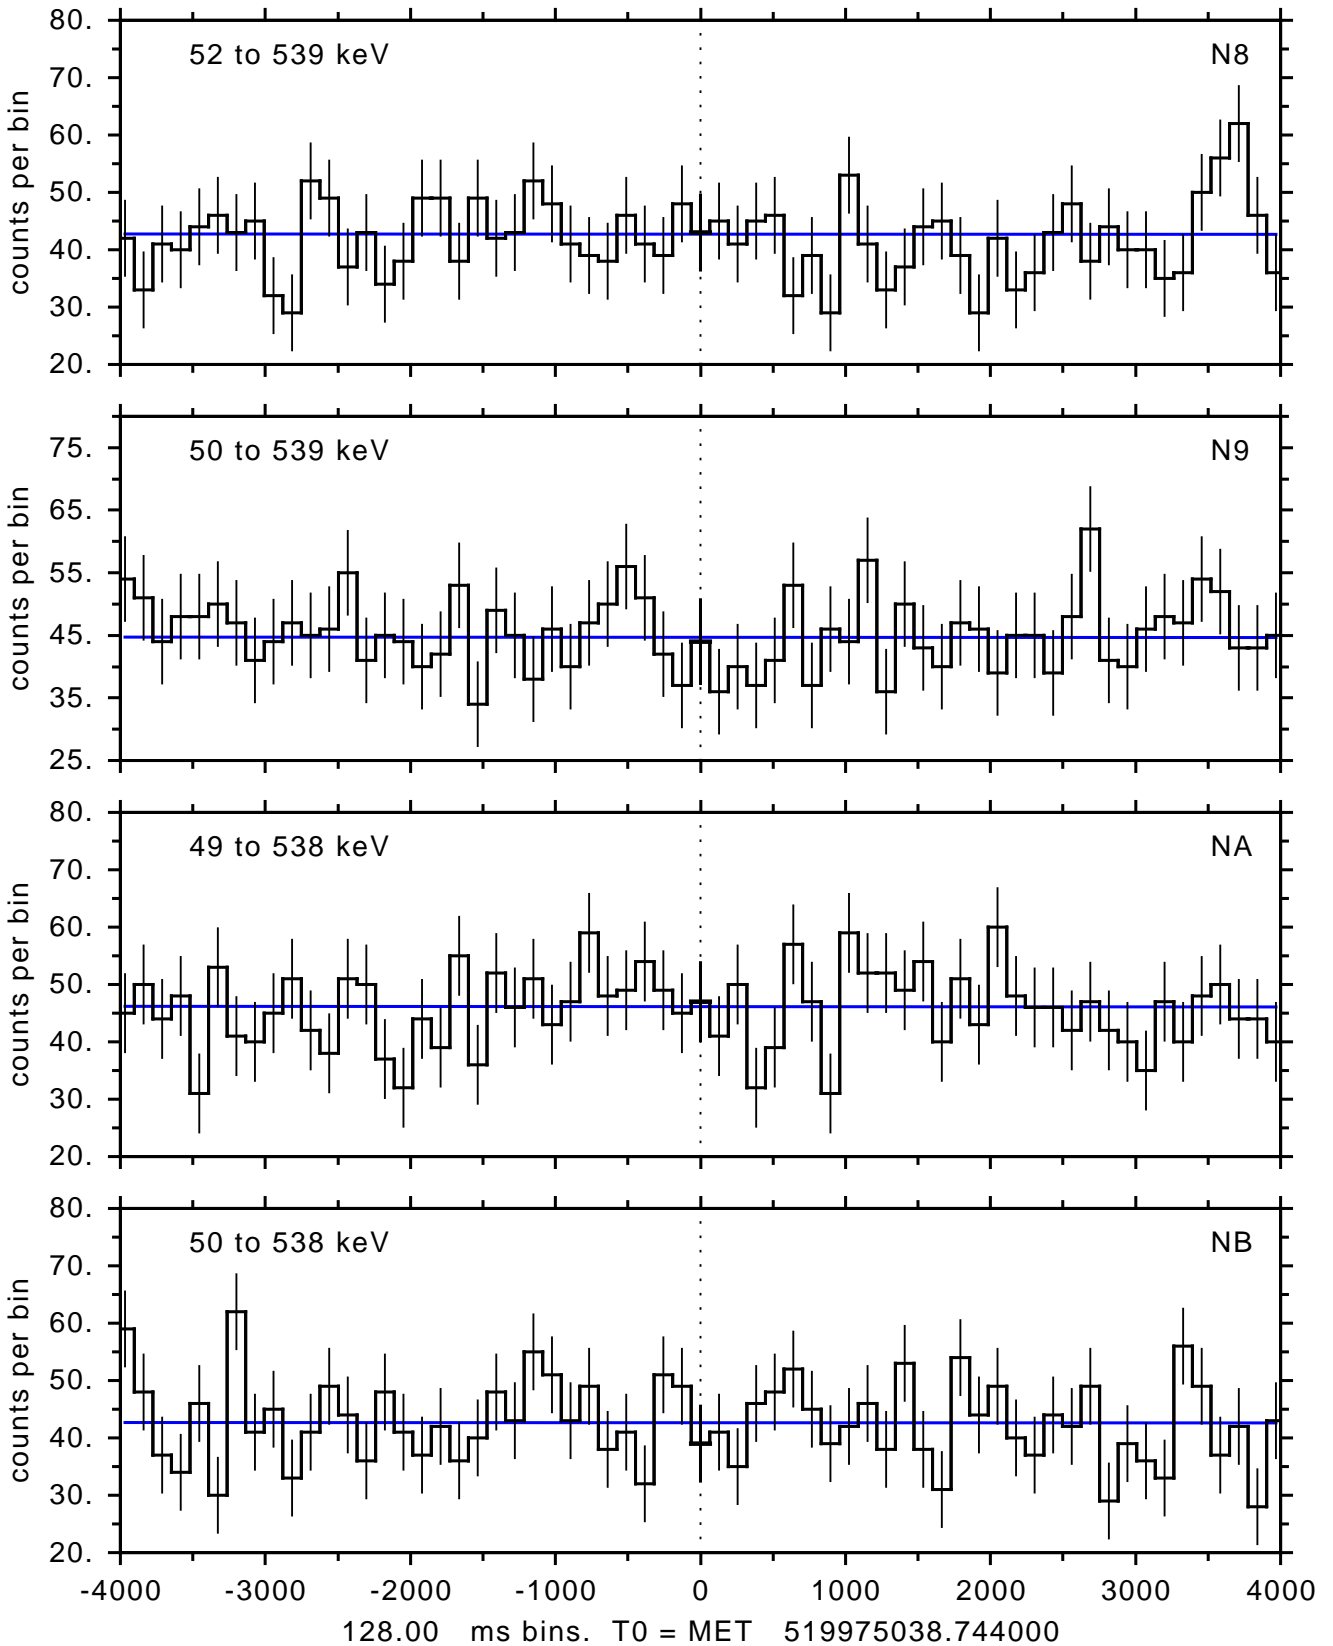 80.
52 to 539 keV
N8
70.
60.
50.
40.
30.
20.
counts per bin
50 to 539 keV
N9
75.
65.
55.
45.
35.
25.
counts per bin
80.
49 to 538 keV
NA
70.
60.
50.
40.
30.
20.
counts per bin
80.
50 to 538 keV
NB
70.
60.
50.
40.
30.
20.
counts per bin
-4000 -3000 -2000 -1000 0 1000 2000 3000 4000
128.00 ms bins. T0 = MET 519975038.744000